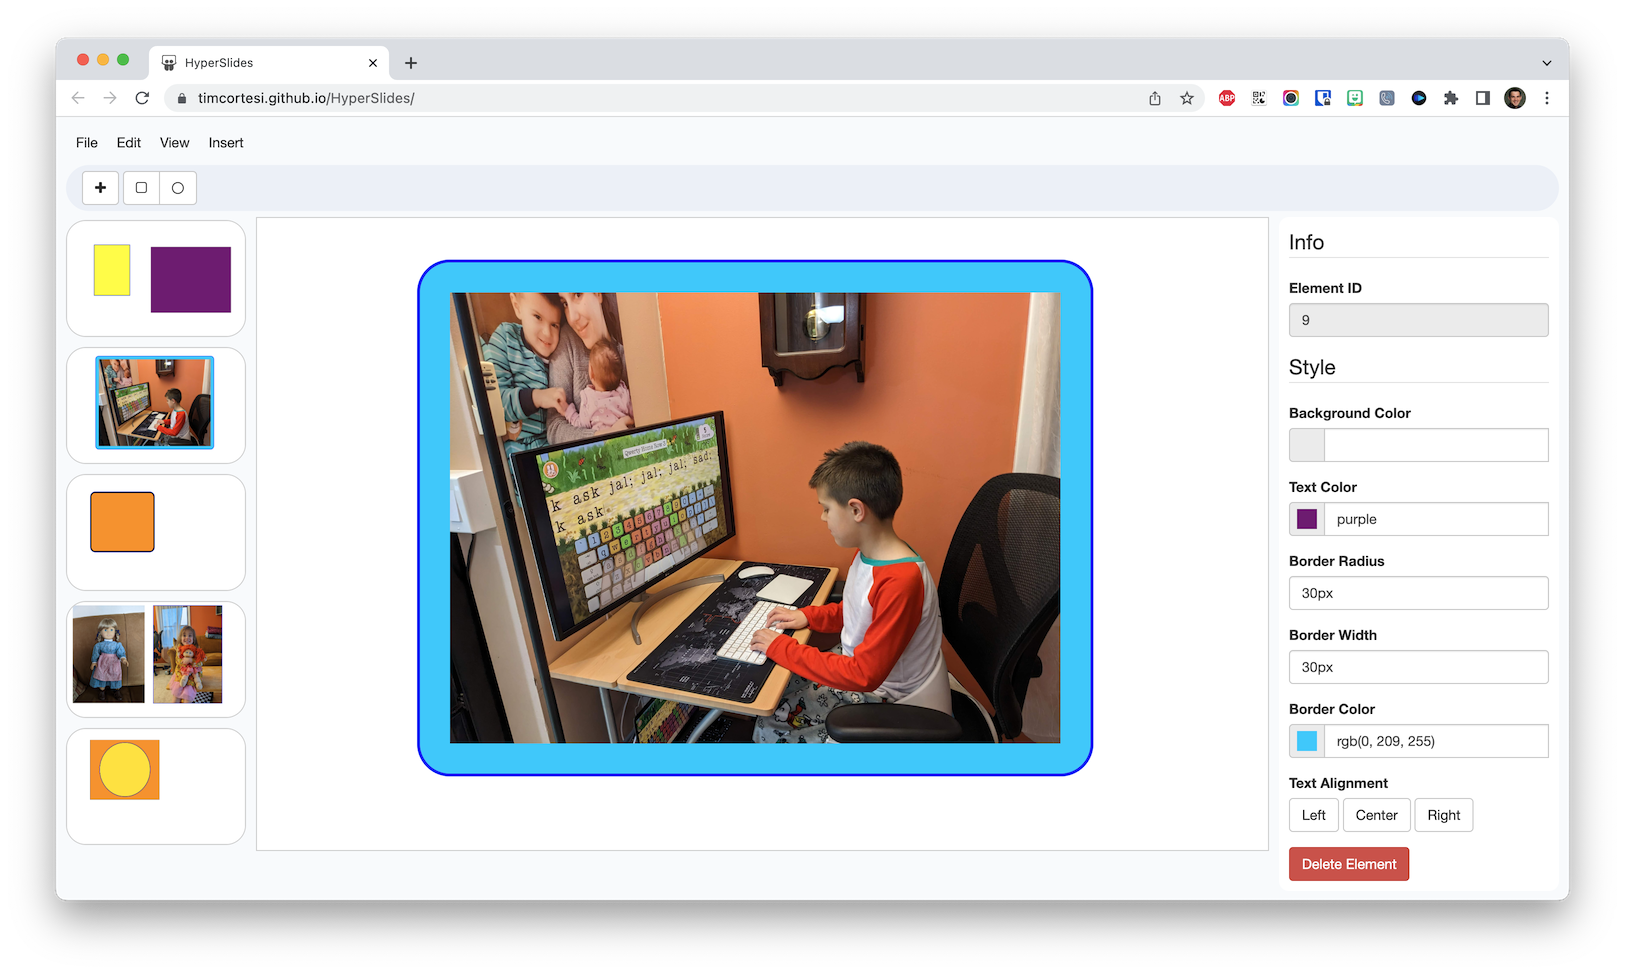 HyperSlides
timcortesi.github.io/HyperSlides/
ABP
File Edit View Insert
Info
Element ID
9
Style
Background Color
Text Color
purple
Border Radius
30px
Border Width
30px
Border Color
rgb(0, 209, 255)
Text Alignment
Left Center Right
Delete Element
k ask jal; jal; jal; sad;
k ask